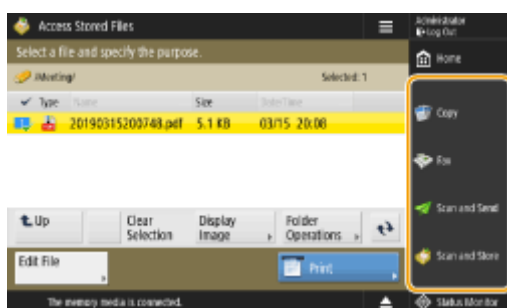 Access Stored Files
Administrator
Log Out
Select a file and specify the purpose.
Home
/Meeting/ Selected: 1
Type Name Size Date/Time
20190315200748.pdf 5.1 KB 03/15 20:08
Copy
Fax
Scan and Send
Up Clear Selection Display Image Folder Operations
Edit File Print
Scan and Store
The memory media is connected.
Status Monitor